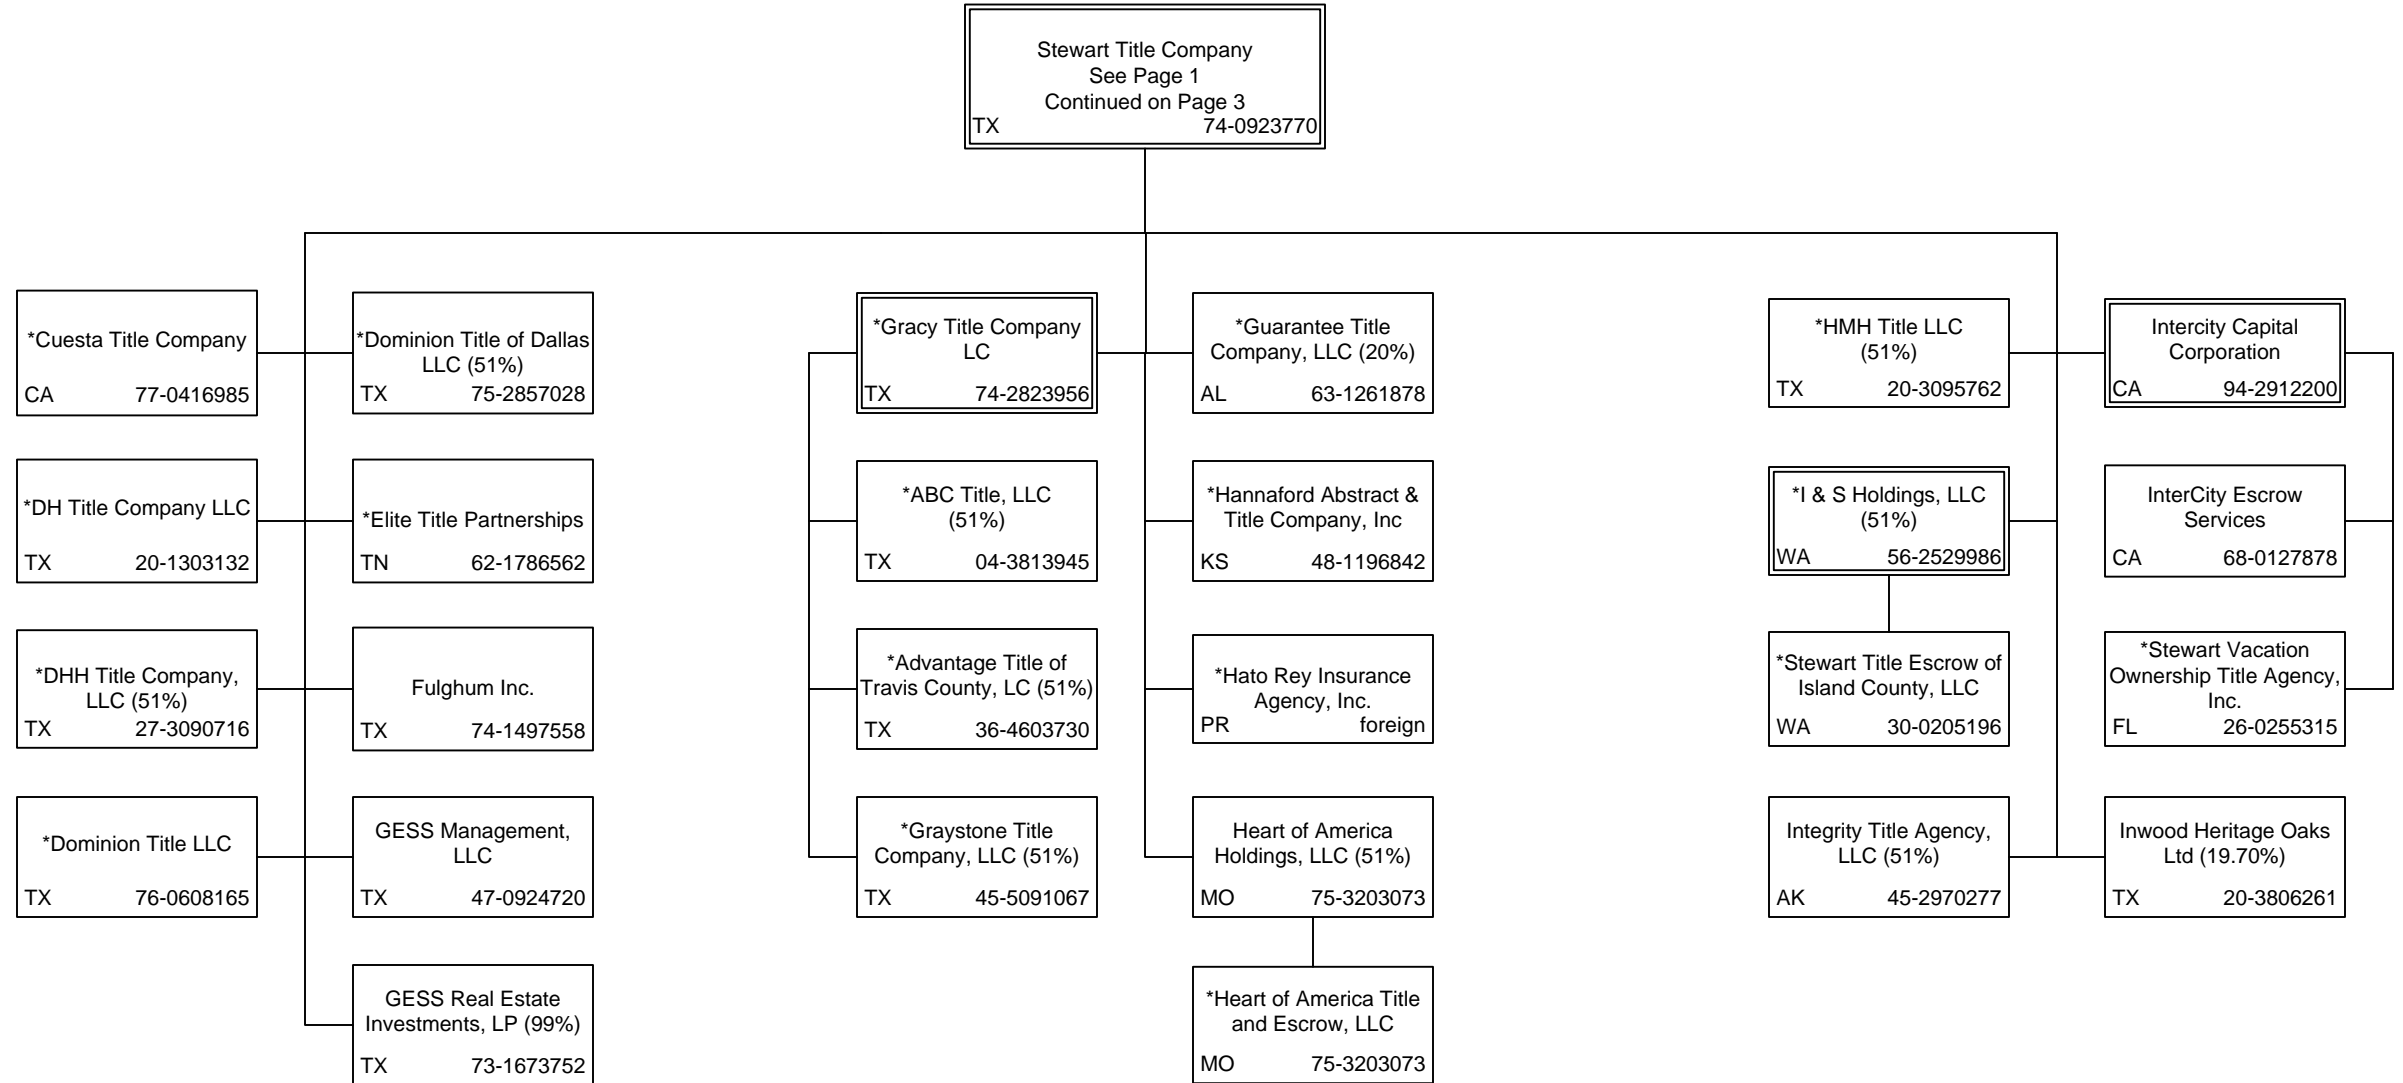 Stewart Title Company
See Page 1
Continued on Page 3
TX 74-0923770
*Cuesta Title Company
CA 77-0416985
*Dominion Title of Dallas
LLC (51%)
TX 75-2857028
*Gracy Title Company
LC
TX 74-2823956
*Guarantee Title
Company, LLC (20%)
AL 63-1261878
*HMH Title LLC
(51%)
TX 20-3095762
Intercity Capital
Corporation
CA 94-2912200
*DH Title Company LLC
TX 20-1303132
*Elite Title Partnerships
TN 62-1786562
*ABC Title, LLC
(51%)
TX 04-3813945
*Hannaford Abstract &
Title Company, Inc
KS 48-1196842
*I & S Holdings, LLC
(51%)
WA 56-2529986
InterCity Escrow
Services
CA 68-0127878
*DHH Title Company,
LLC (51%)
TX 27-3090716
Fulghum Inc.
TX 74-1497558
*Advantage Title of
Travis County, LC (51%)
TX 36-4603730
*Hato Rey Insurance
Agency, Inc.
PR foreign
*Stewart Title Escrow of
Island County, LLC
WA 30-0205196
*Stewart Vacation
Ownership Title Agency,
Inc.
FL 26-0255315
*Dominion Title LLC
TX 76-0608165
GESS Management,
LLC
TX 47-0924720
*Graystone Title
Company, LLC (51%)
TX 45-5091067
Heart of America
Holdings, LLC (51%)
MO 75-3203073
Integrity Title Agency,
LLC (51%)
AK 45-2970277
Inwood Heritage Oaks
Ltd (19.70%)
TX 20-3806261
GESS Real Estate
Investments, LP (99%)
TX 73-1673752
*Heart of America Title
and Escrow, LLC
MO 75-3203073